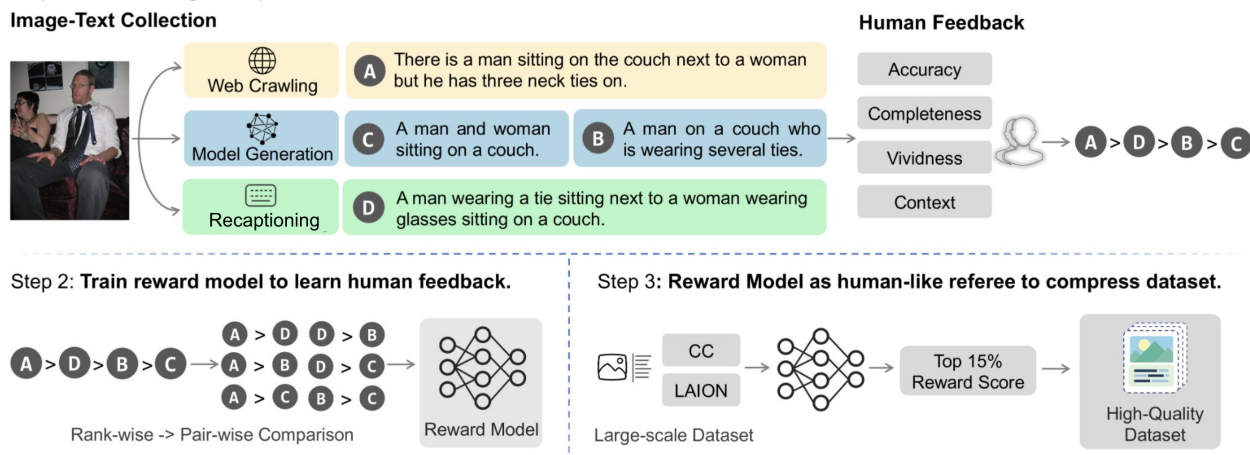 Image-Text Collection
Human Feedback
Web Crawling
A
There is a man sitting on the couch next to a woman
but he has three neck ties on.
Model Generation
C
A man and woman
sitting on a couch.
B
A man on a couch who
is wearing several ties.
Recaptioning
D
A man wearing a tie sitting next to a woman wearing
glasses sitting on a couch.
Accuracy
Completeness
Vividness
Context
A > D > B > C
Step 2: Train reward model to learn human feedback.
A > D > B > C
A > D D > B
A > B D > C
A > C B > C
Rank-wise -> Pair-wise Comparison
Reward Model
Step 3: Reward Model as human-like referee to compress dataset.
CC
LAION
Large-scale Dataset
Top 15%
Reward Score
High-Quality
Dataset